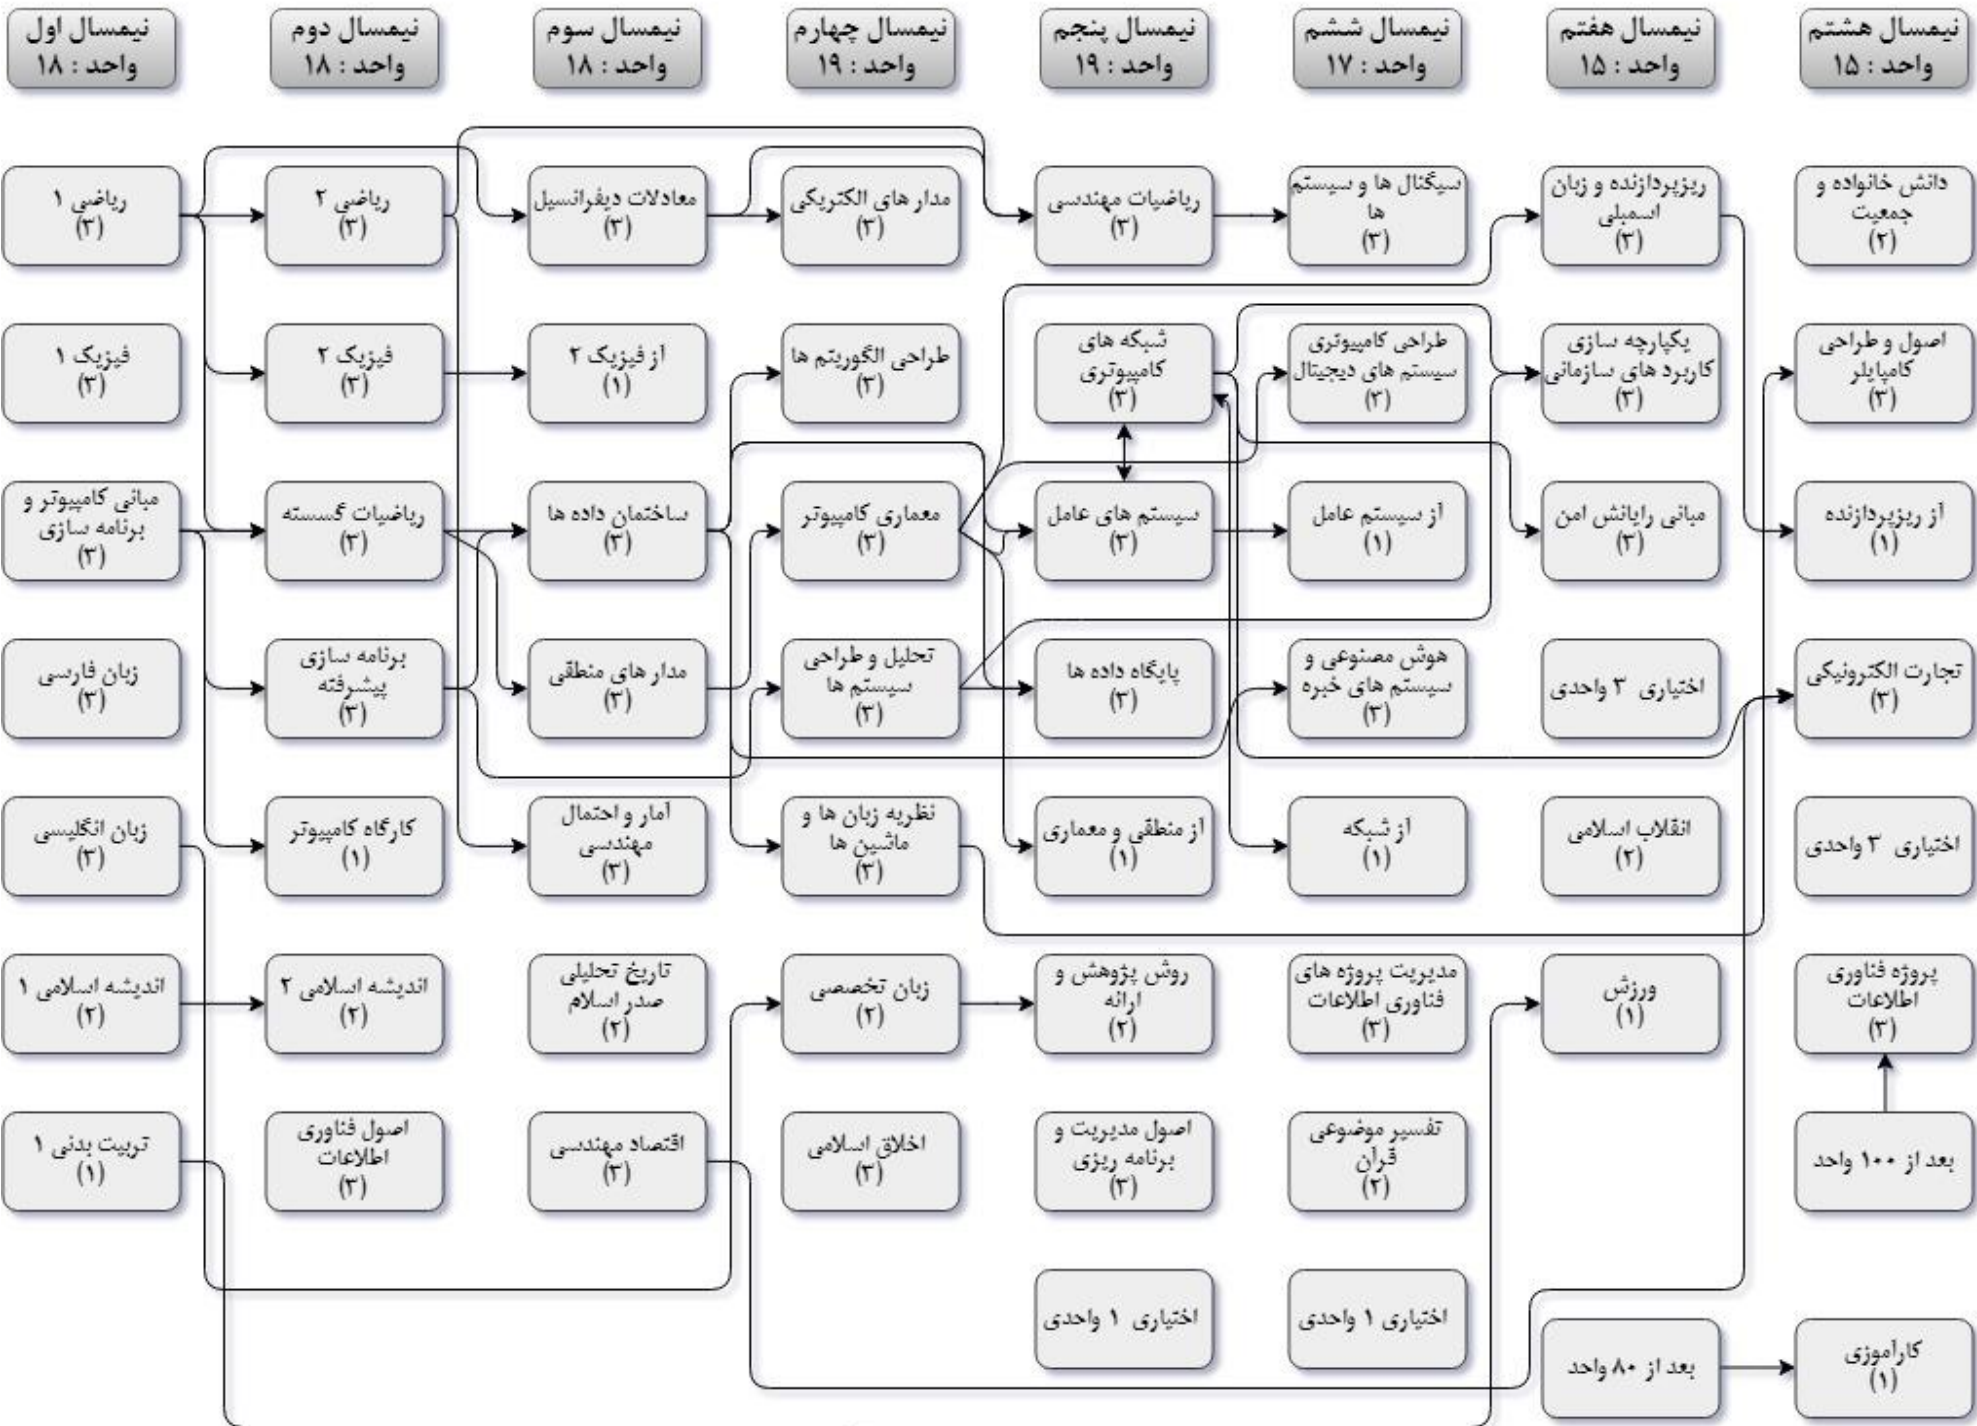 نیمسال اول
واحد : ۱۸
نیمسال دوم
واحد : ۱۸
نیمسال سوم
واحد : ۱۸
نیمسال چهارم
واحد : ۱۹
نیمسال پنجم
واحد : ۱۹
نیمسال ششم
واحد : ۱۷
نیمسال هفتم
واحد : ۱۵
نیمسال هشتم
واحد : ۱۵
ریاضی ۱
(۳)
ریاضی ۲
(۳)
معادلات دیفرانسیل
(۳)
مدار های الکتریکی
(۳)
ریاضیات مهندسی
(۳)
سیگنال ها و سیستم
ها
(۳)
ریزپردازنده و زبان
اسمبلی
(۳)
دانش خانواده و
جمعیت
(۲)
فیزیک ۱
(۳)
فیزیک ۲
(۳)
آز فیزیک ۲
(۱)
طراحی الگوریتم ها
(۳)
شبکه های
کامپیوتری
(۳)
طراحی کامپیوتری
سیستم های دیجیتال
(۳)
یکپارچه سازی
کاربرد های سازمانی
(۳)
اصول و طراحی
کامپایلر
(۳)
مبانی کامپیوتر و
برنامه سازی
(۳)
ریاضیات گسسته
(۳)
ساختمان داده ها
(۳)
معماری کامپیوتر
(۳)
سیستم های عامل
(۳)
آز سیستم عامل
(۱)
مبانی رایانش امن
(۳)
آز ریزپردازنده
(۱)
زبان فارسی
(۳)
برنامه سازی
پیشرفته
(۳)
مدار های منطقی
(۳)
تحلیل و طراحی
سیستم ها
(۳)
پایگاه داده ها
(۳)
هوش مصنوعی و
سیستم های خبره
(۳)
اختیاری ۳ واحدی
تجارت الکترونیکی
(۳)
زبان انگلیسی
(۳)
کارگاه کامپیوتر
(۱)
آمار و احتمال
مهندسی
(۳)
نظریه زبان ها و
ماشین ها
(۳)
آز منطقی و معماری
(۱)
آز شبکه
(۱)
انقلاب اسلامی
(۲)
اختیاری ۳ واحدی
اندیشه اسلامی ۱
(۲)
اندیشه اسلامی ۲
(۲)
تاریخ تحلیلی
صدر اسلام
(۲)
زبان تخصصی
(۲)
روش پژوهش و
ارائه
(۲)
مدیریت پروژه های
فناوری اطلاعات
(۳)
ورزش
(۱)
پروژه فناوری
اطلاعات
(۳)
تربیت بدنی ۱
(۱)
اصول فناوری
اطلاعات
(۳)
اقتصاد مهندسی
(۳)
اخلاق اسلامی
(۳)
اصول مدیریت و
برنامه ریزی
(۳)
تفسیر موضوعی
قرآن
(۲)
بعد از ۱۰۰ واحد
اختیاری ۱ واحدی
اختیاری ۱ واحدی
بعد از ۸۰ واحد
کارآموزی
(۱)